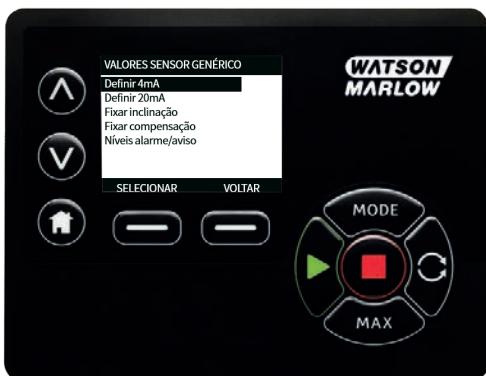 VALORES SENSOR GENÉRICO
Definir 4mA
Definir 20mA
Fixar inclinação
Fixar compensação
Níveis alarme/aviso
SELECIONAR VOLTAR
WATSON
MARLOW
MODE
MAX